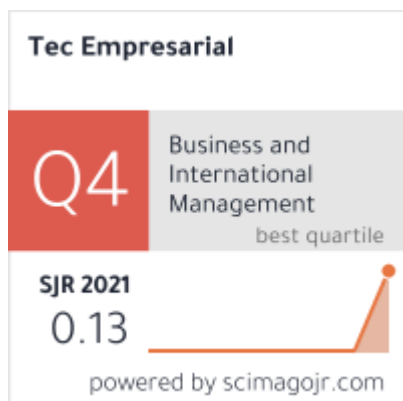 Tec Empresarial
Q4
Business and
International
Management
best quartile
SJR 2021
0.13
powered by scimagojr.com